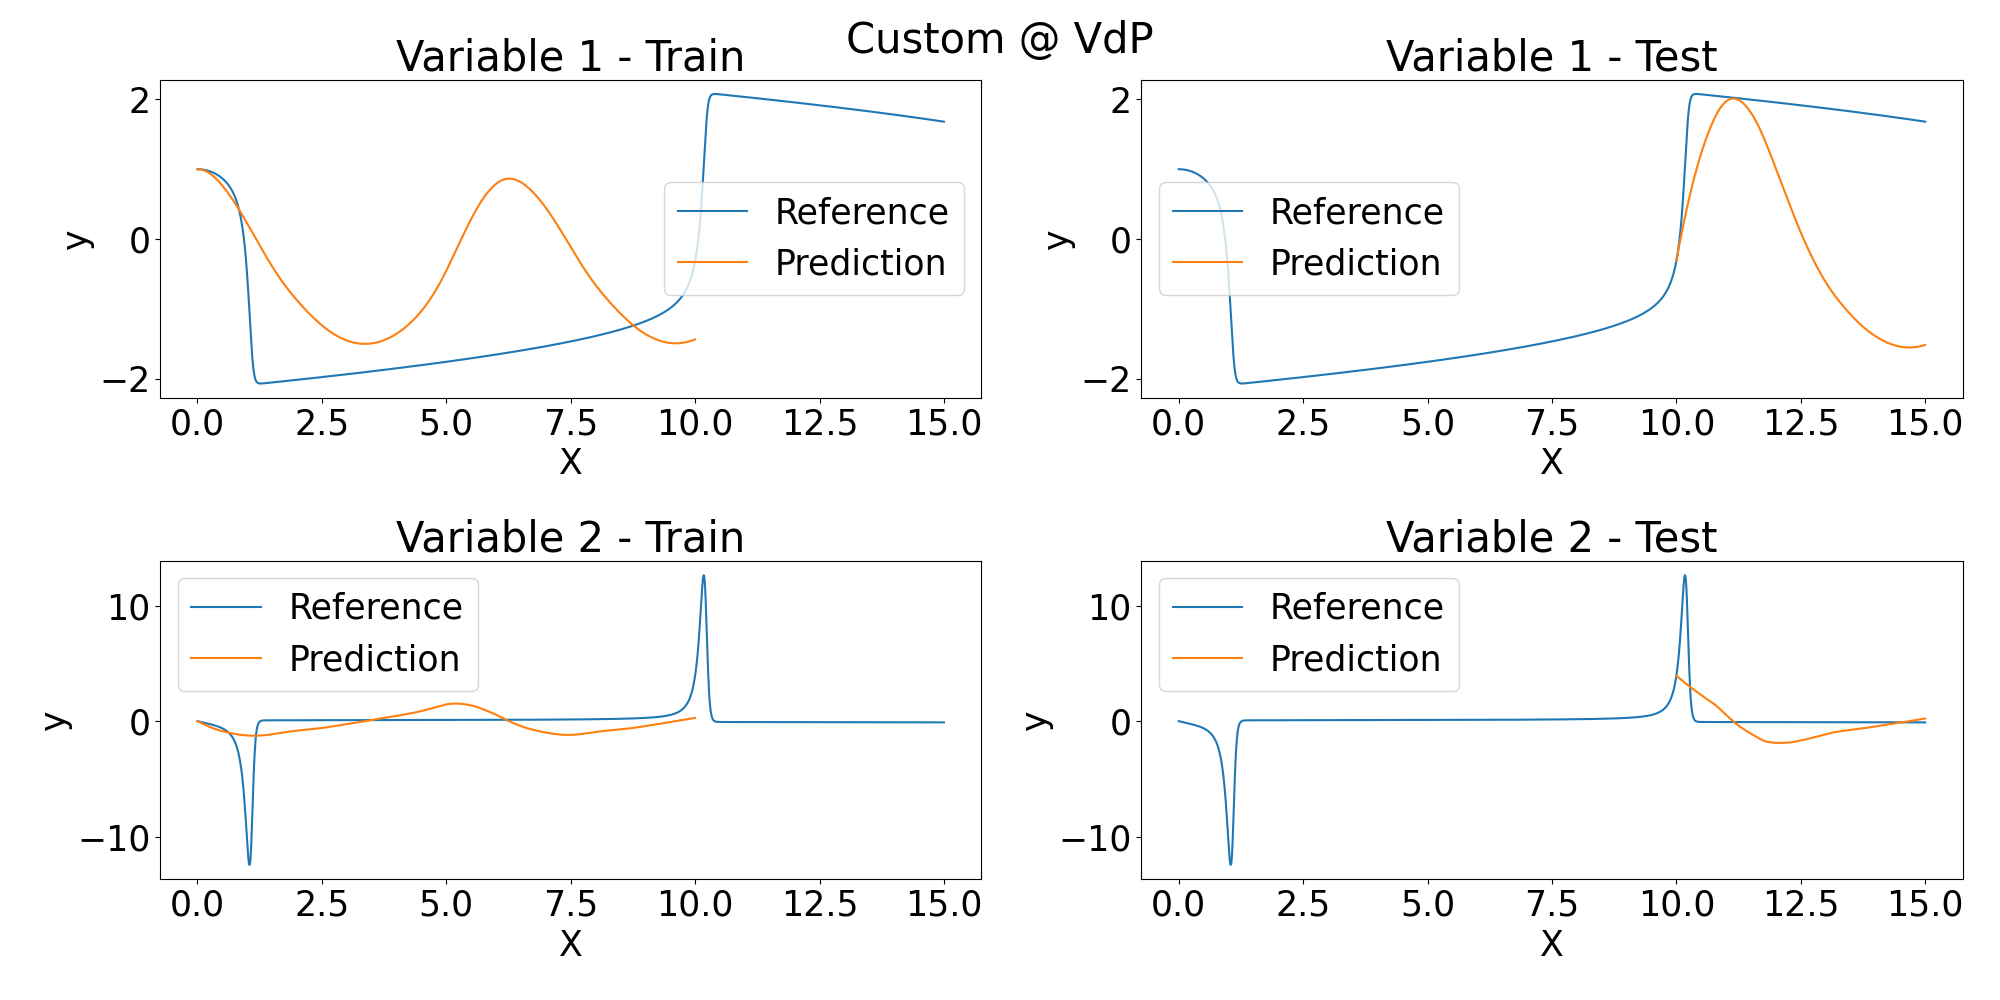 Custom @ VdP
Variable 1 - Train
2
0
−2
y
0.0 2.5 5.0 7.5 10.0 12.5 15.0
X
Reference
Prediction
Variable 1 - Test
2
0
−2
y
0.0 2.5 5.0 7.5 10.0 12.5 15.0
X
Reference
Prediction
Variable 2 - Train
10
0
−10
y
0.0 2.5 5.0 7.5 10.0 12.5 15.0
X
Reference
Prediction
Variable 2 - Test
10
0
−10
y
0.0 2.5 5.0 7.5 10.0 12.5 15.0
X
Reference
Prediction